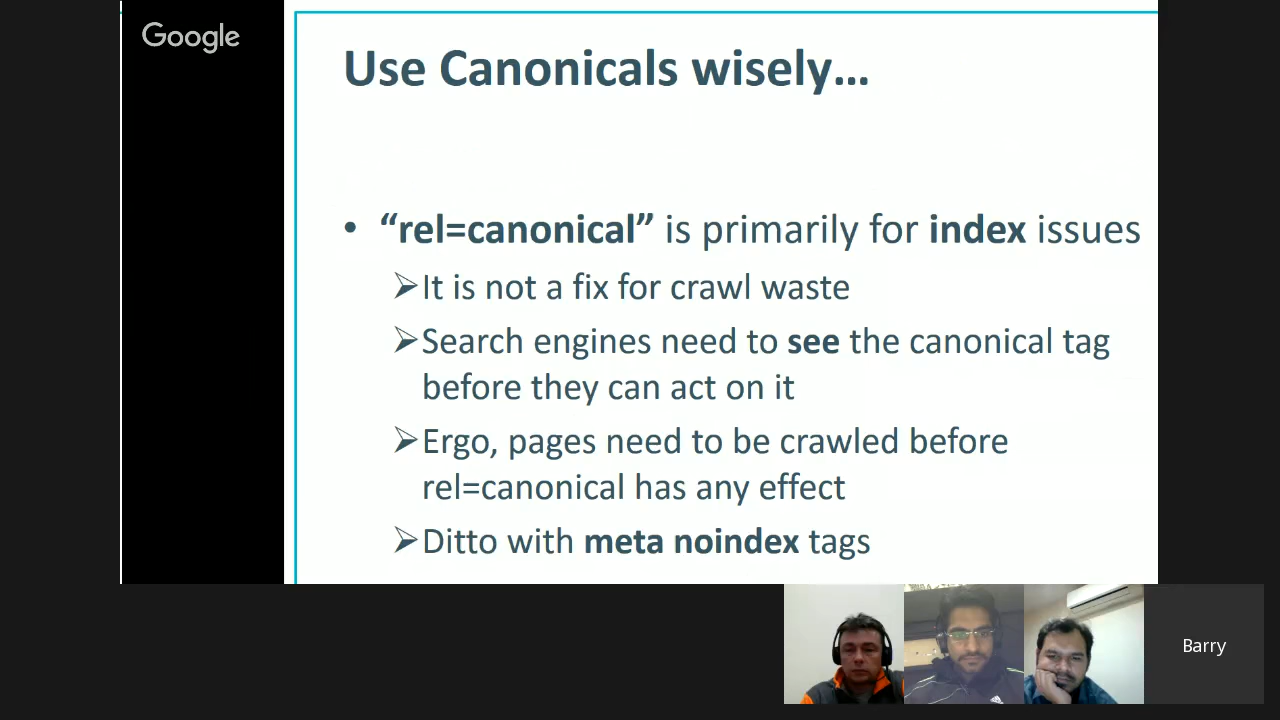 Google
Use Canonicals wisely…
• “rel=canonical” is primarily for index issues
➢It is not a fix for crawl waste
➢Search engines need to see the canonical tag
before they can act on it
➢Ergo, pages need to be crawled before
rel=canonical has any effect
➢Ditto with meta noindex tags
Barry